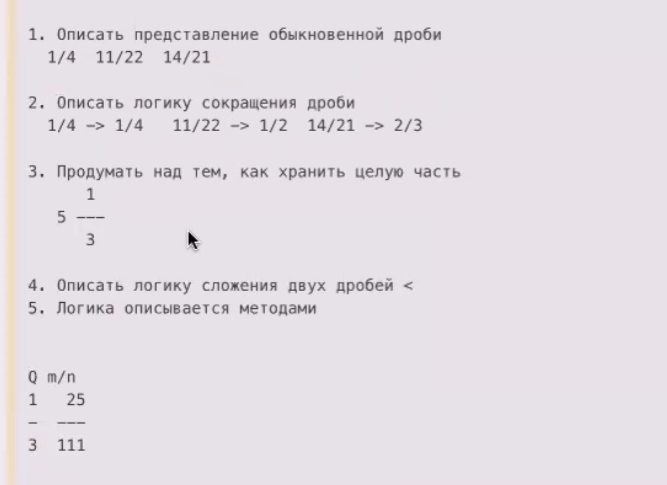 1. Описать представление обыкновенной дроби
1/4 11/22 14/21
2. Описать логику сокращения дроби
1/4 -> 1/4 11/22 -> 1/2 14/21 -> 2/3
3. Продумать над тем, как хранить целую часть
1
5 ---
3
4. Описать логику сложения двух дробей <
5. Логика описывается методами
Q m/n
1 25
- ---
3 111